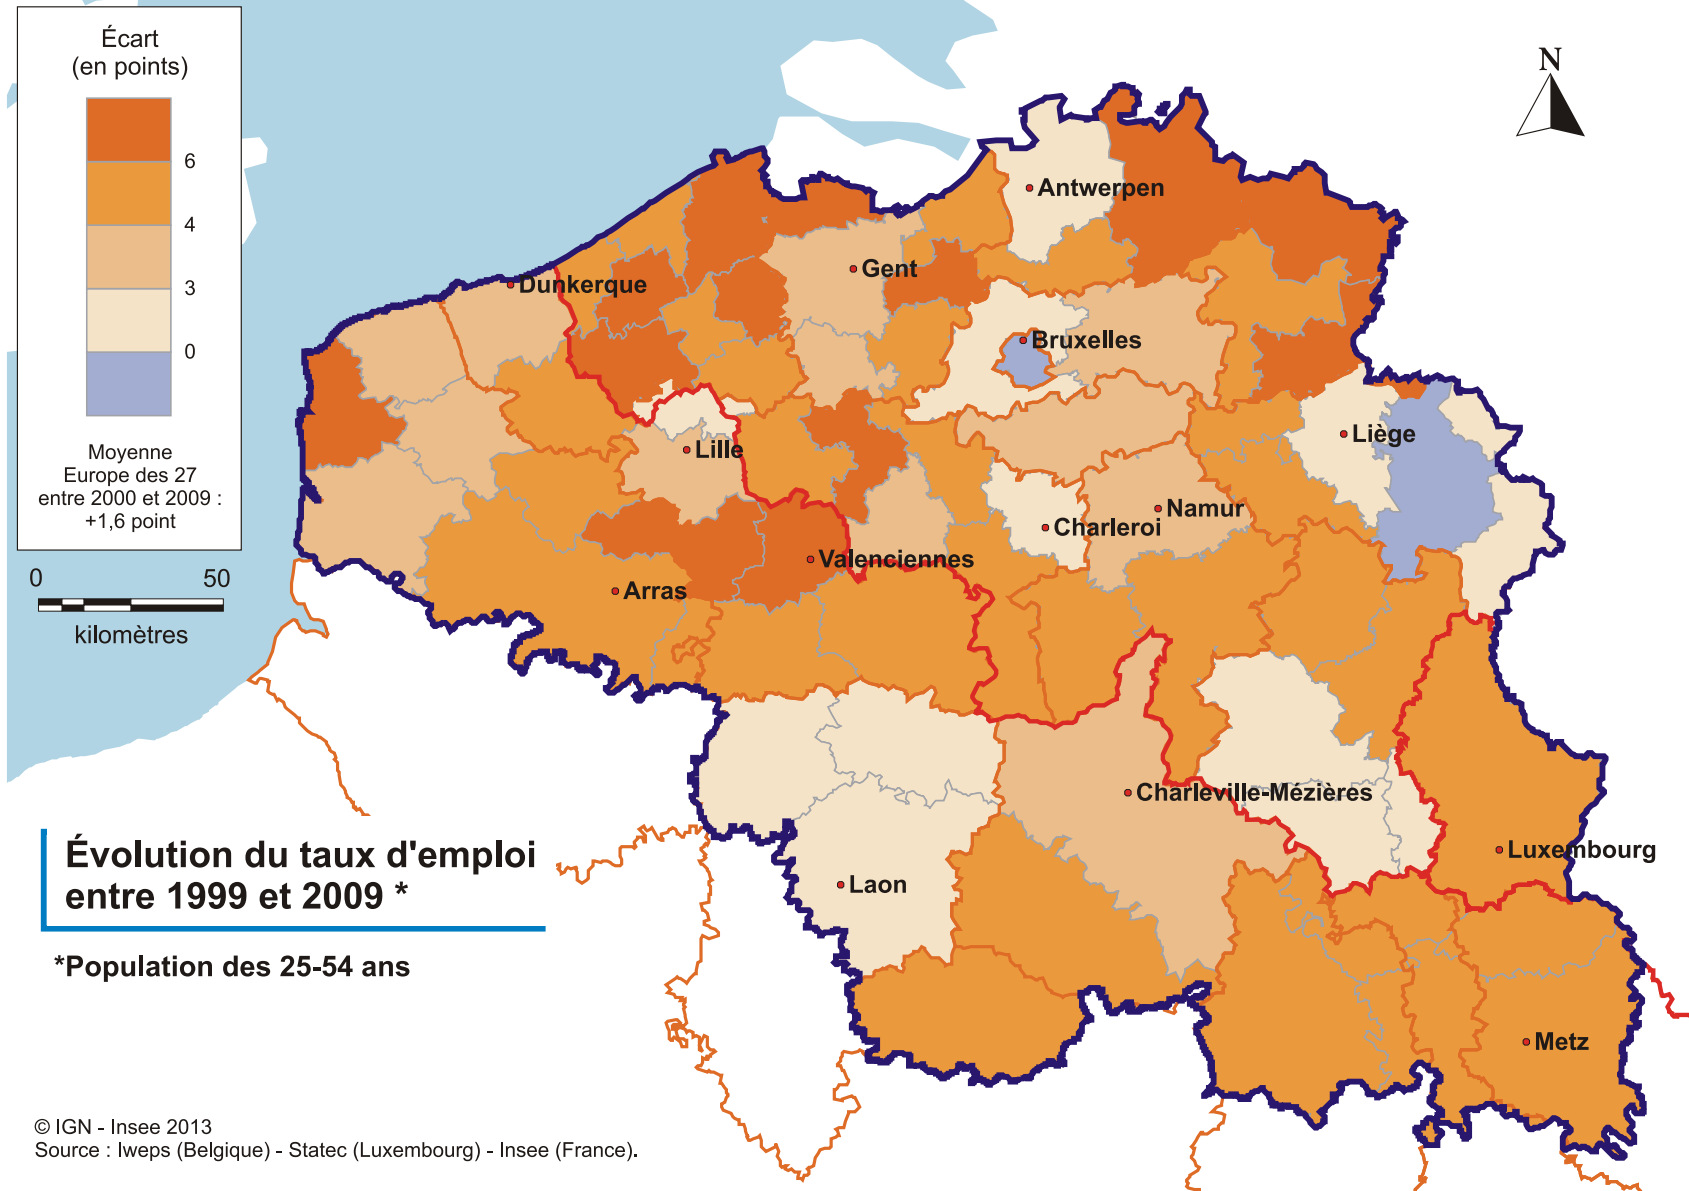 Écart
(en points)
6
4
3
0
Moyenne
Europe des 27
entre 2000 et 2009 :
+1,6 point
0 50
kilomètres
N
Antwerpen
Gent
Dunkerque
Bruxelles
Liège
Lille
Namur
Charleroi
Valenciennes
Arras
Charleville-Mézières
Luxembourg
Laon
Metz
Évolution du taux d'emploi
entre 1999 et 2009 *
*Population des 25-54 ans
© IGN - Insee 2013
Source : Iweps (Belgique) - Statec (Luxembourg) - Insee (France).